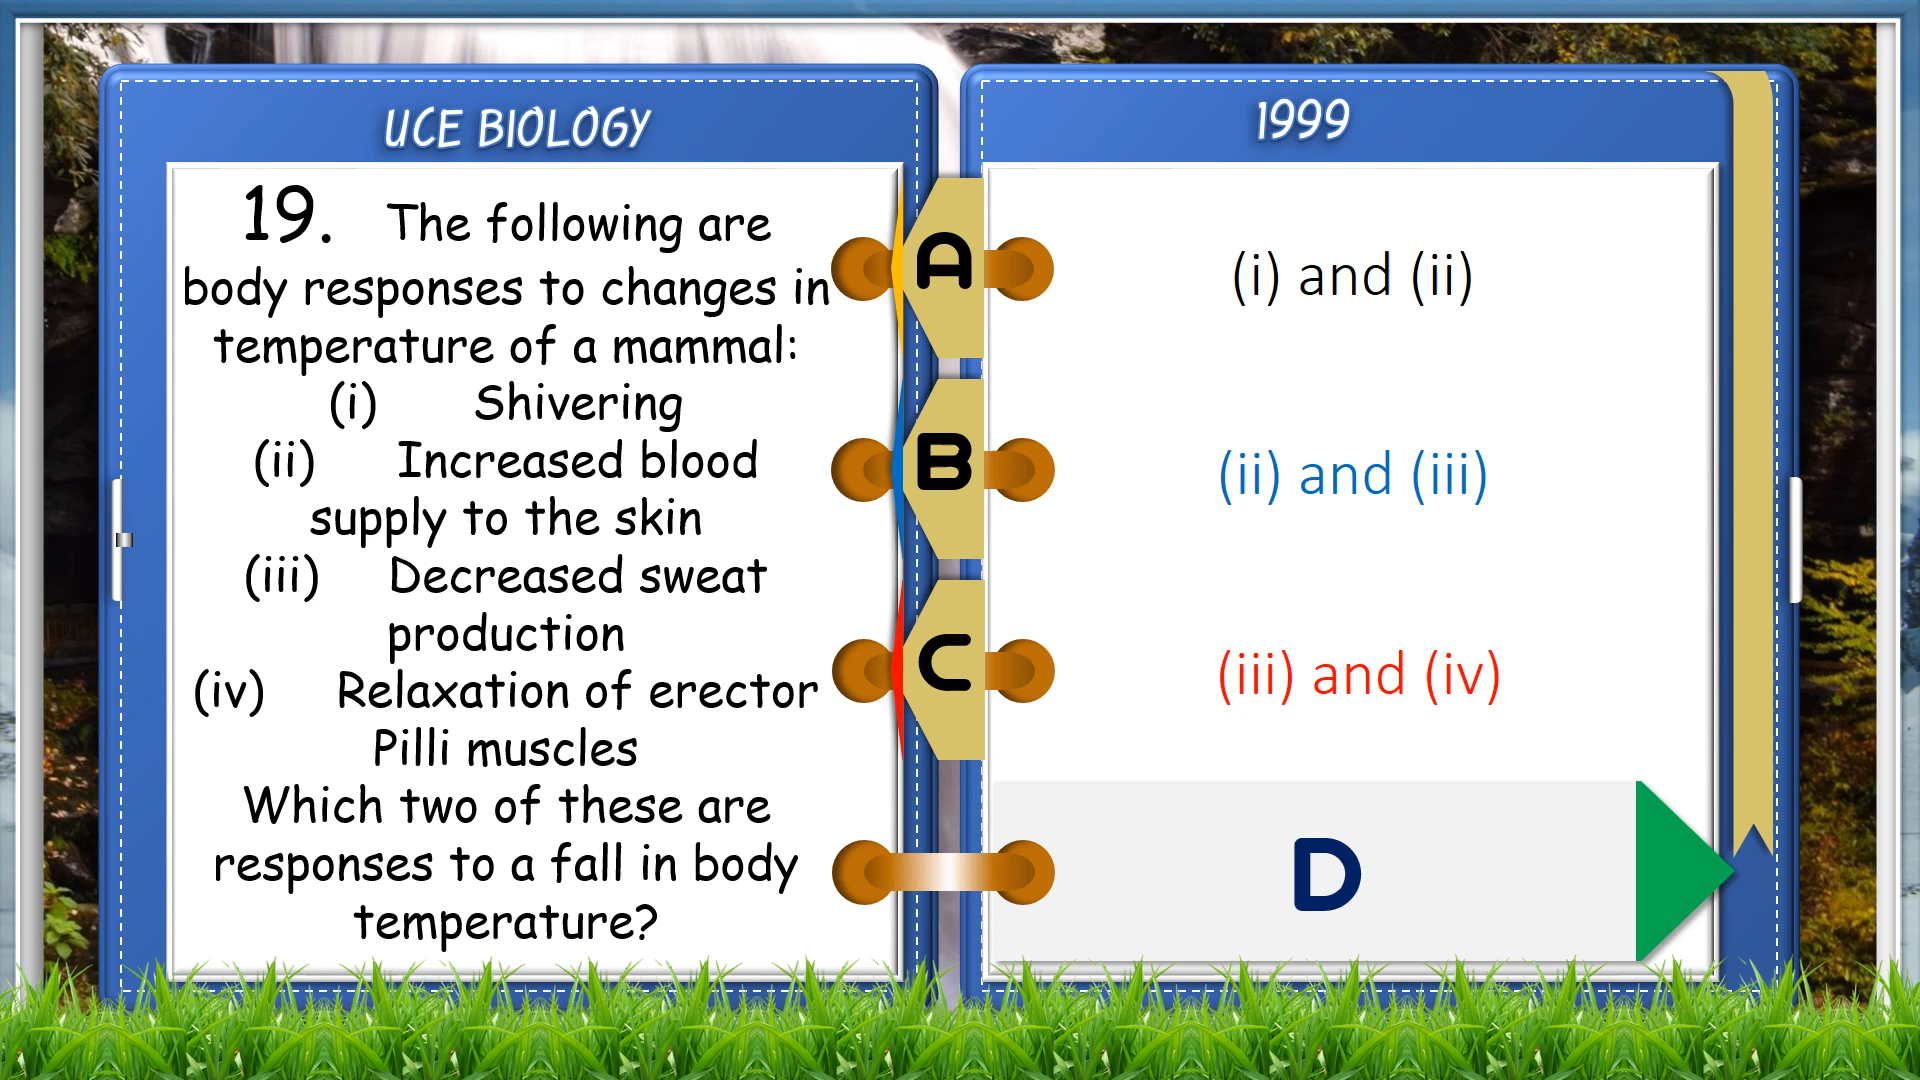 UCE BIOLOGY
19. The following are
body responses to changes in
temperature of a mammal:
(i) Shivering
(ii) Increased blood
supply to the skin
(iii) Decreased sweat
production
(iv) Relaxation of erector
Pilli muscles
Which two of these are
responses to a fall in body
temperature?
1999
A (i) and (ii)
B (ii) and (iii)
C (iii) and (iv)
D